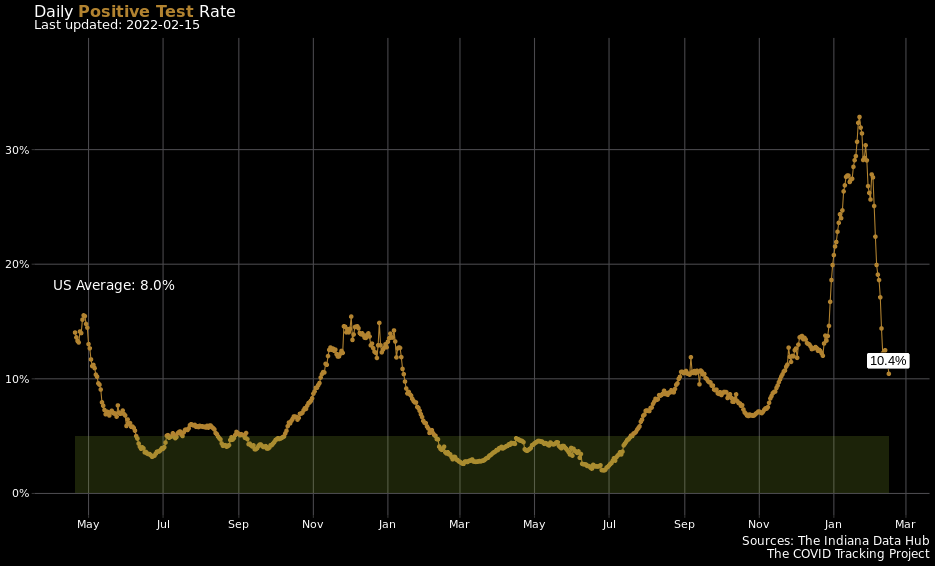 Daily Positive Test Rate
Last updated: 2022-02-15
30%
20%
US Average: 8.0%
10.4%
10%
0%
May Jul Sep Nov Jan Mar May Jul Sep Nov Jan Mar
Sources: The Indiana Data Hub
The COVID Tracking Project